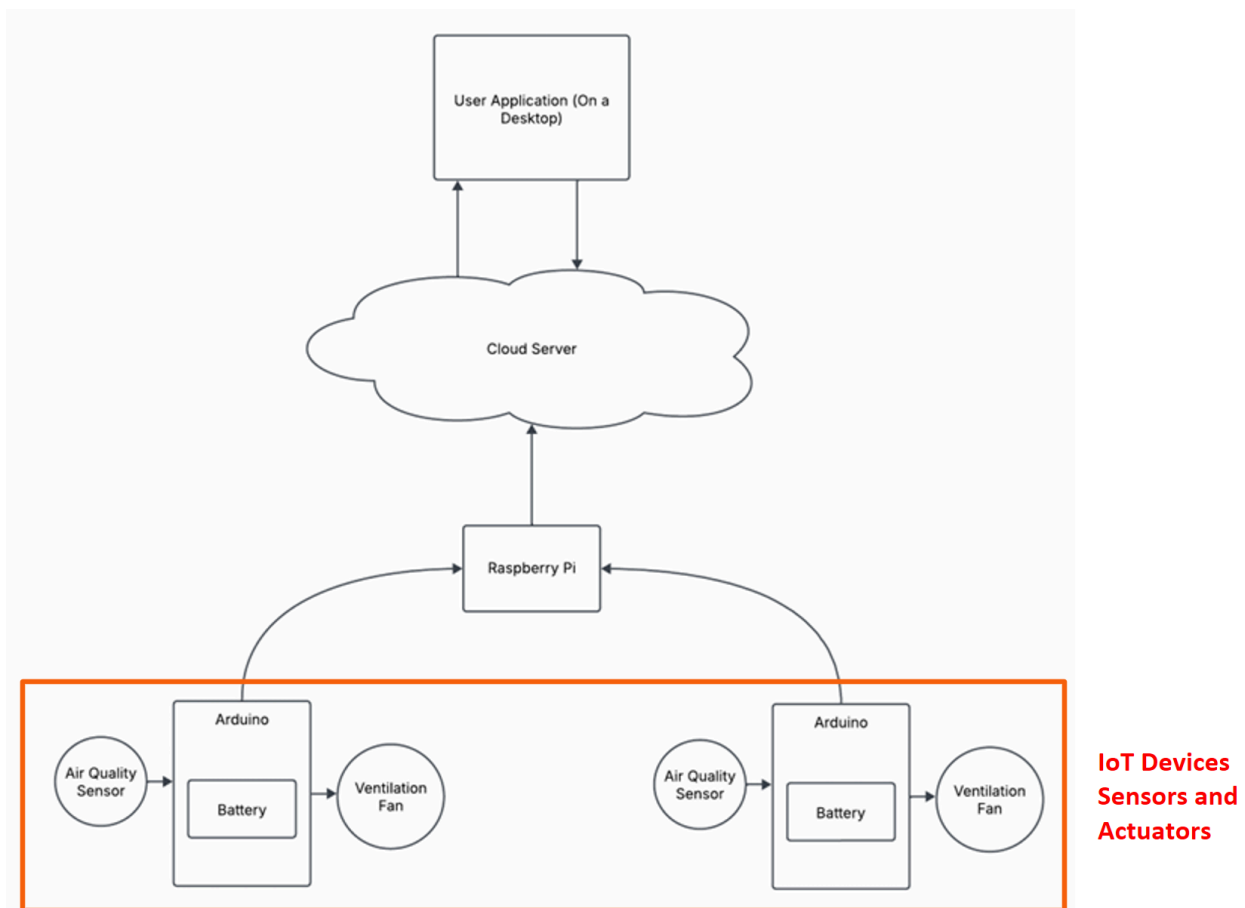 User Application (On a
Desktop)
Cloud Server
Raspberry Pi
Arduino
Air Quality
Sensor
Battery
Ventilation
Fan
Arduino
Air Quality
Sensor
Battery
Ventilation
Fan
IoT Devices
Sensors and
Actuators